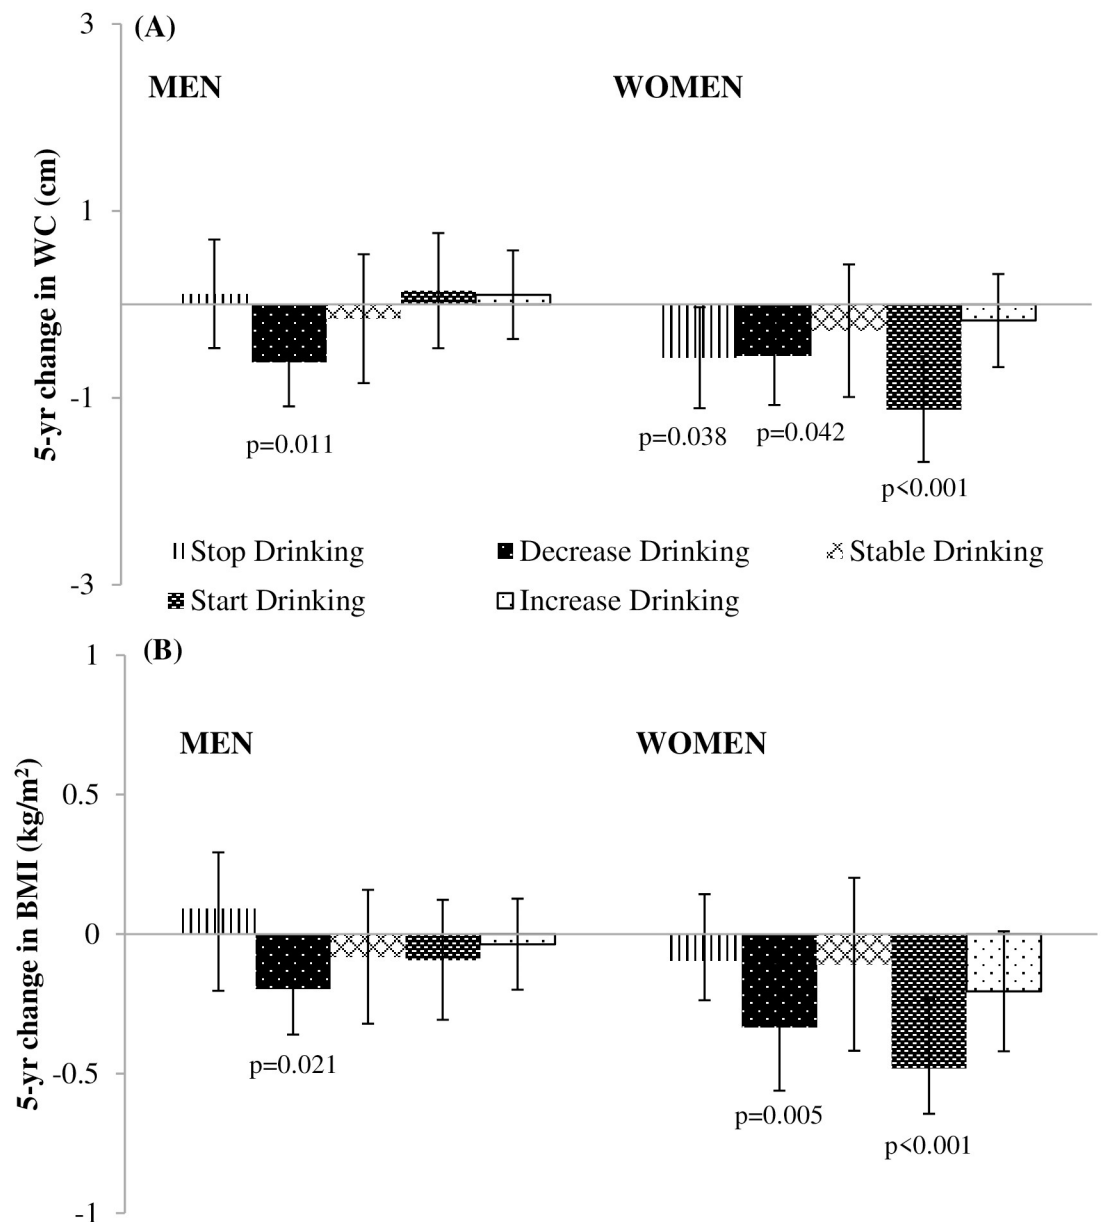 (A)
3
MEN
WOMEN
1
-1
-3
5-yr change in WC (cm)
p=0.011
p=0.038
p=0.042
p<0.001
Stop Drinking
Decrease Drinking
Stable Drinking
Start Drinking
Increase Drinking
(B)
1
MEN
WOMEN
0.5
0
-0.5
-1
5-yr change in BMI (kg/m²)
p=0.021
p=0.005
p<0.001